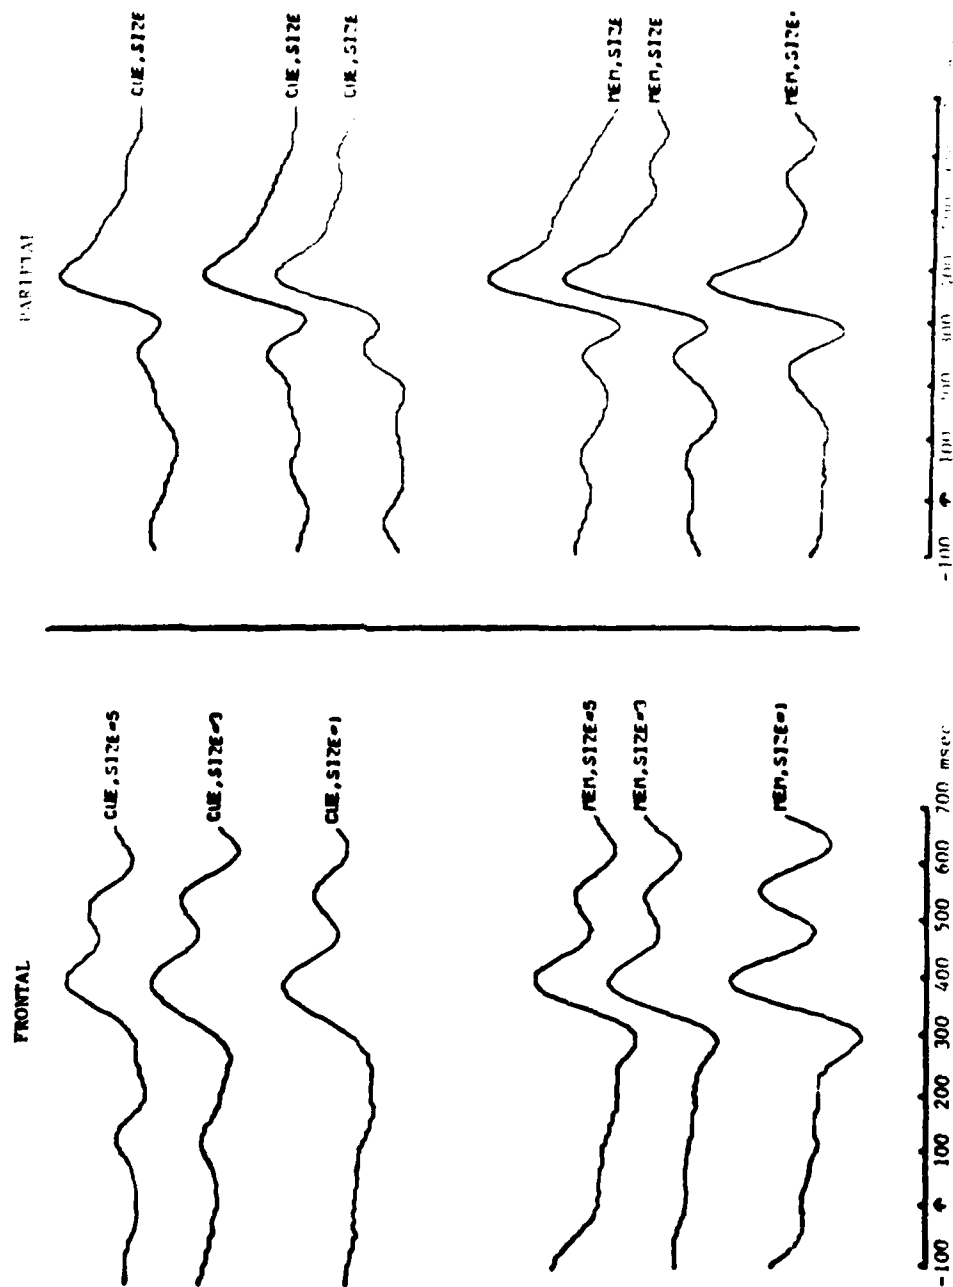 FRONTAL
CUE,SIZE=5
CUE,SIZE=3
CUE,SIZE=1
MEM,SIZE=5
MEM,SIZE=3
MEM,SIZE=1
-100 ↑ 100 200 300 400 500 600 700 msec
PARIETAL
CUE,SIZE
CUE,SIZE
CUE,SIZE
MEM,SIZE
MEM,SIZE
MEM,SIZE
-100 ↑ 100 200 300